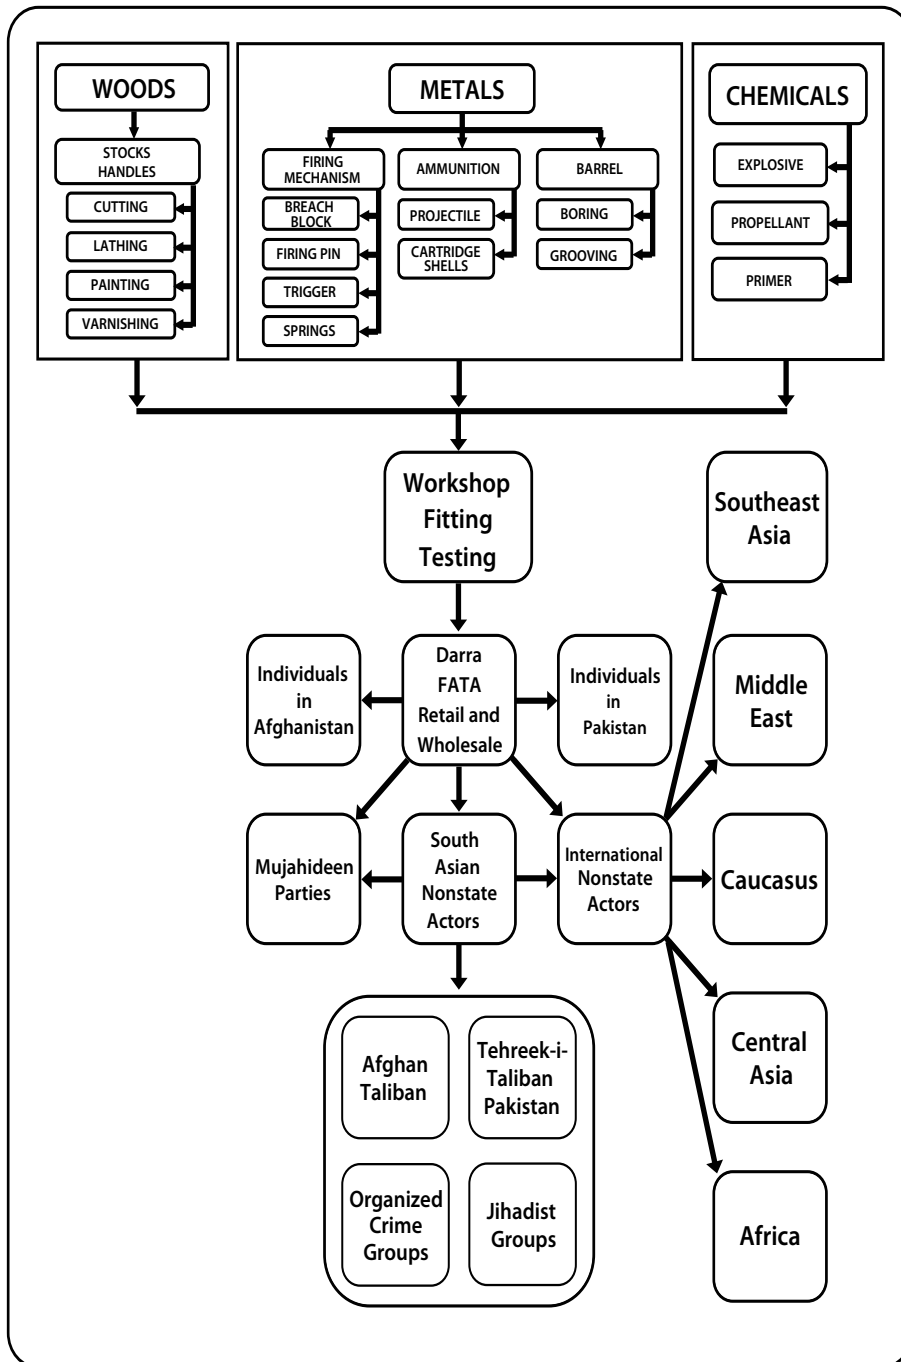 WOODS
STOCKS
HANDLES
CUTTING
LATHING
PAINTING
VARNISHING
METALS
FIRING
MECHANISM
BREACH
BLOCK
FIRING PIN
TRIGGER
SPRINGS
AMMUNITION
PROJECTILE
CARTRIDGE
SHELLS
BARREL
BORING
GROOVING
CHEMICALS
EXPLOSIVE
PROPELLANT
PRIMER
Workshop
Fitting
Testing
Individuals
in
Afghanistan
Darra
FATA
Retail and
Wholesale
Individuals
in
Pakistan
Mujahideen
Parties
South
Asian
Nonstate
Actors
International
Nonstate
Actors
Southeast
Asia
Middle
East
Caucasus
Central
Asia
Africa
Afghan
Taliban
Tehreek-i-
Taliban
Pakistan
Organized
Crime
Groups
Jihadist
Groups